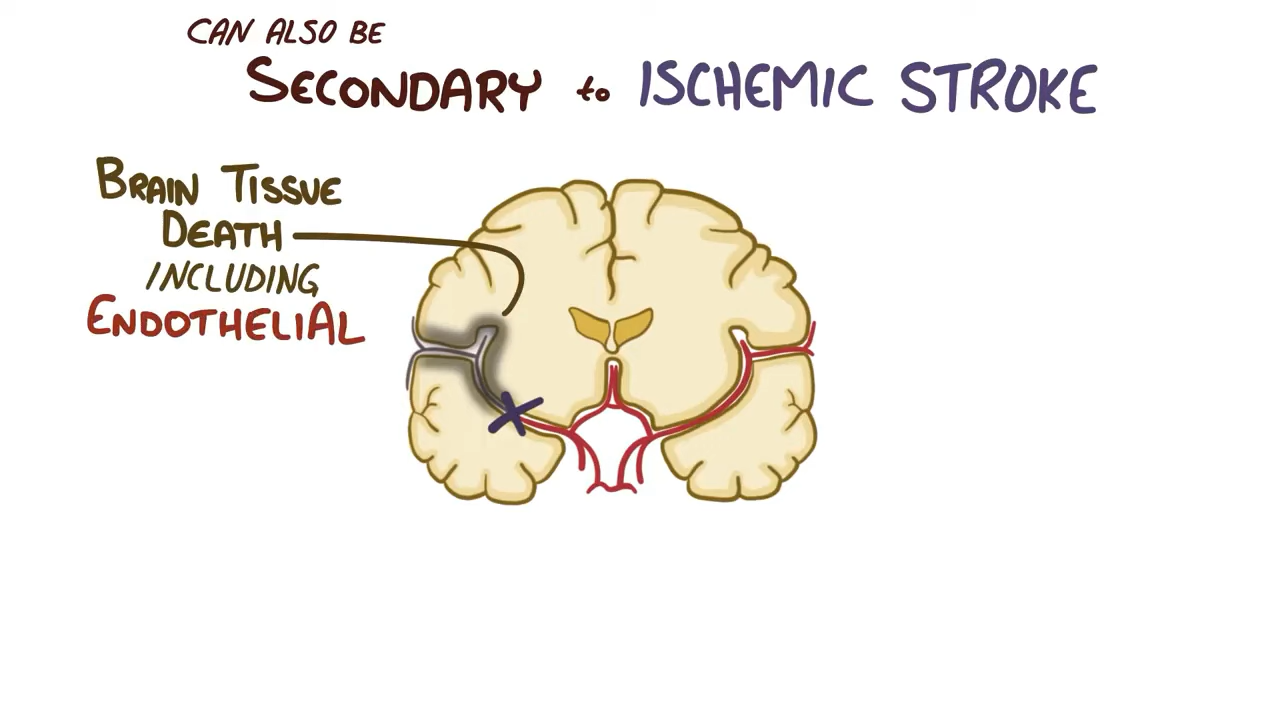 CAN ALSO BE
SECONDARY to ISCHEMIC STROKE
BRAIN TISSUE
DEATH
INCLUDING
ENDOTHELIAL